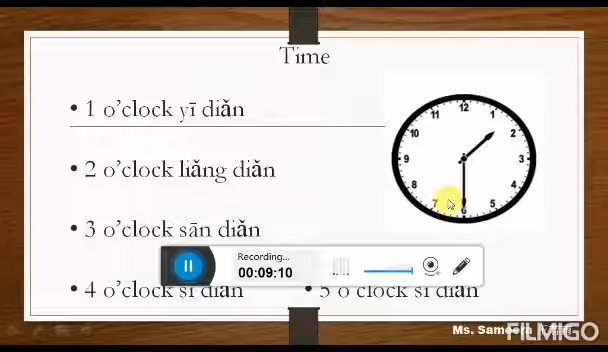 Time
• 1 o'clock yī diǎn
• 2 o'clock liǎng diǎn
• 3 o'clock sān diǎn
• 4 o'clock sì diǎn
• 5 o'clock sì diǎn
12
1
2
3
4
5
6
7
8
9
10
11
Recording...
00:09:10
Ms. Sameera
FILMIGO